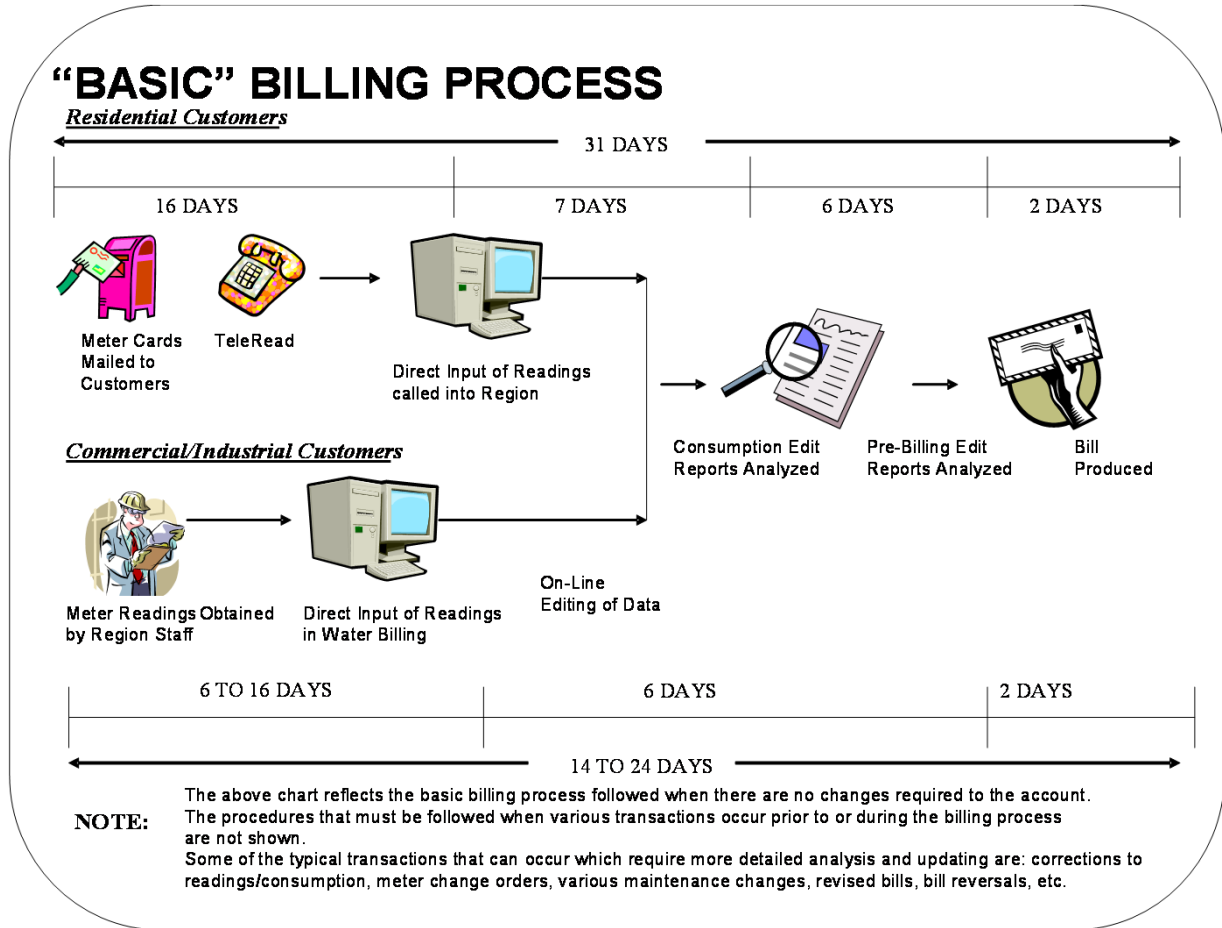 “BASIC” BILLING PROCESS
Residential Customers
31 DAYS
16 DAYS
7 DAYS
6 DAYS
2 DAYS
Meter Cards
Mailed to
Customers
TeleRead
Direct Input of Readings
called into Region
Consumption Edit
Reports Analyzed
Pre-Billing Edit
Reports Analyzed
Bill
Produced
Commercial/Industrial Customers
Meter Readings Obtained
by Region Staff
Direct Input of Readings
in Water Billing
On-Line
Editing of Data
6 TO 16 DAYS
6 DAYS
2 DAYS
14 TO 24 DAYS
NOTE:
The above chart reflects the basic billing process followed when there are no changes required to the account.
The procedures that must be followed when various transactions occur prior to or during the billing process
are not shown.
Some of the typical transactions that can occur which require more detailed analysis and updating are: corrections to
readings/consumption, meter change orders, various maintenance changes, revised bills, bill reversals, etc.